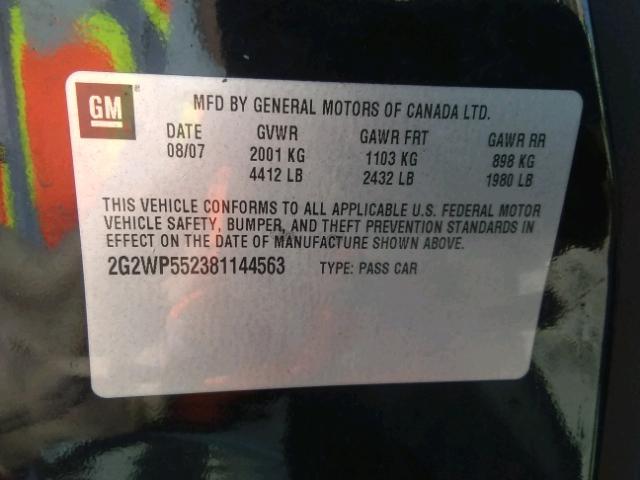 GM
MFD BY GENERAL MOTORS OF CANADA LTD.
DATE GVWR GAWR FRT GAWR RR
08/07 2001 KG 1103 KG 898 KG
4412 LB 2432 LB 1980 LB
THIS VEHICLE CONFORMS TO ALL APPLICABLE U.S. FEDERAL MOTOR
VEHICLE SAFETY, BUMPER, AND THEFT PREVENTION STANDARDS IN
EFFECT ON THE DATE OF MANUFACTURE SHOWN ABOVE.
2G2WP552381144563 TYPE: PASS CAR